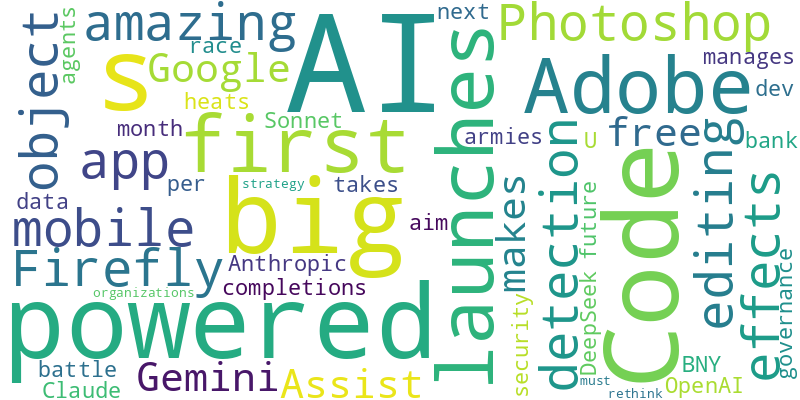 next
Photoshop
amazing
AI
agents
object
race
Google
s
manages
heats
Adobe
dev
launches
month
Sonnet
first
armies
free
U
bank
app
per
strategy
takes
big
makes
detection
editing
effects
data
mobile
aim
Code
Firefly
Anthropic
completions
organizations
DeepSeek
future
powered
governance
security
battle
Gemini
Assist
BNY
Claude
must
OpenAI
rethink